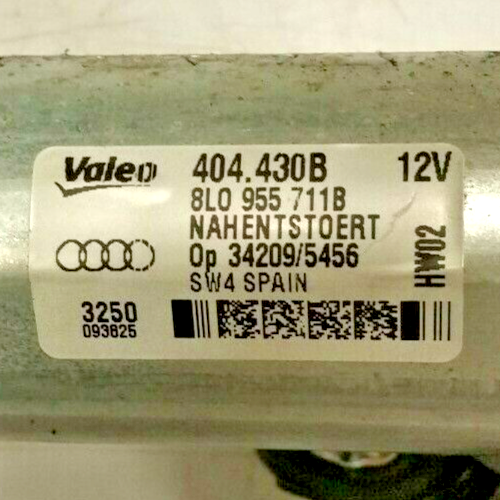 Valeo 404.430B 12V
8L0 955 711B
NAHENTSTOERT
Op 34209/5456
SW4 SPAIN
HW02
3250
093825